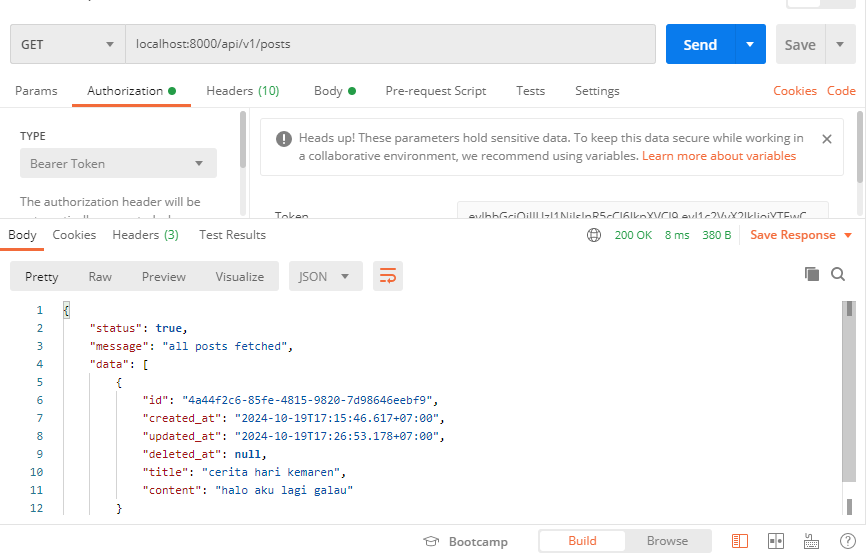 GET
localhost:8000/api/v1/posts
Send
Save
Params
Authorization
Headers (10)
Body
Pre-request Script
Tests
Settings
Cookies
Code
TYPE
Bearer Token
The authorization header will be
Heads up! These parameters hold sensitive data. To keep this data secure while working in
a collaborative environment, we recommend using variables. Learn more about variables
Token
Body
Cookies
Headers (3)
Test Results
200 OK
8 ms
380 B
Save Response
Pretty
Raw
Preview
Visualize
JSON
1 {
2 "status": true,
3 "message": "all posts fetched",
4 "data": [
5 {
6 "id": "4a44f2c6-85fe-4815-9820-7d98646eebf9",
7 "created_at": "2024-10-19T17:15:46.617+07:00",
8 "updated_at": "2024-10-19T17:26:53.178+07:00",
9 "deleted_at": null,
10 "title": "cerita hari kemaren",
11 "content": "halo aku lagi galau"
12 }
Bootcamp
Build
Browse